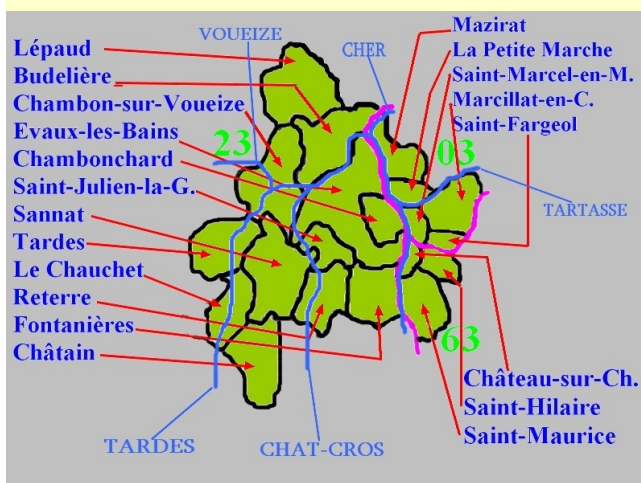 Lépaud
Budelière
Chambon-sur-Voueize
Evaux-les-Bains
Chambonchard
Saint-Julien-la-G.
Sannat
Tardes
Le Chauchet
Reterre
Fontanières
Châtain
VOUEIZE
CHER
23
03
63
TARDES
CHAT-CROS
TARTASSE
Mazirat
La Petite Marche
Saint-Marcel-en-M.
Marcillat-en-C.
Saint-Fargeol
Château-sur-Ch.
Saint-Hilaire
Saint-Maurice